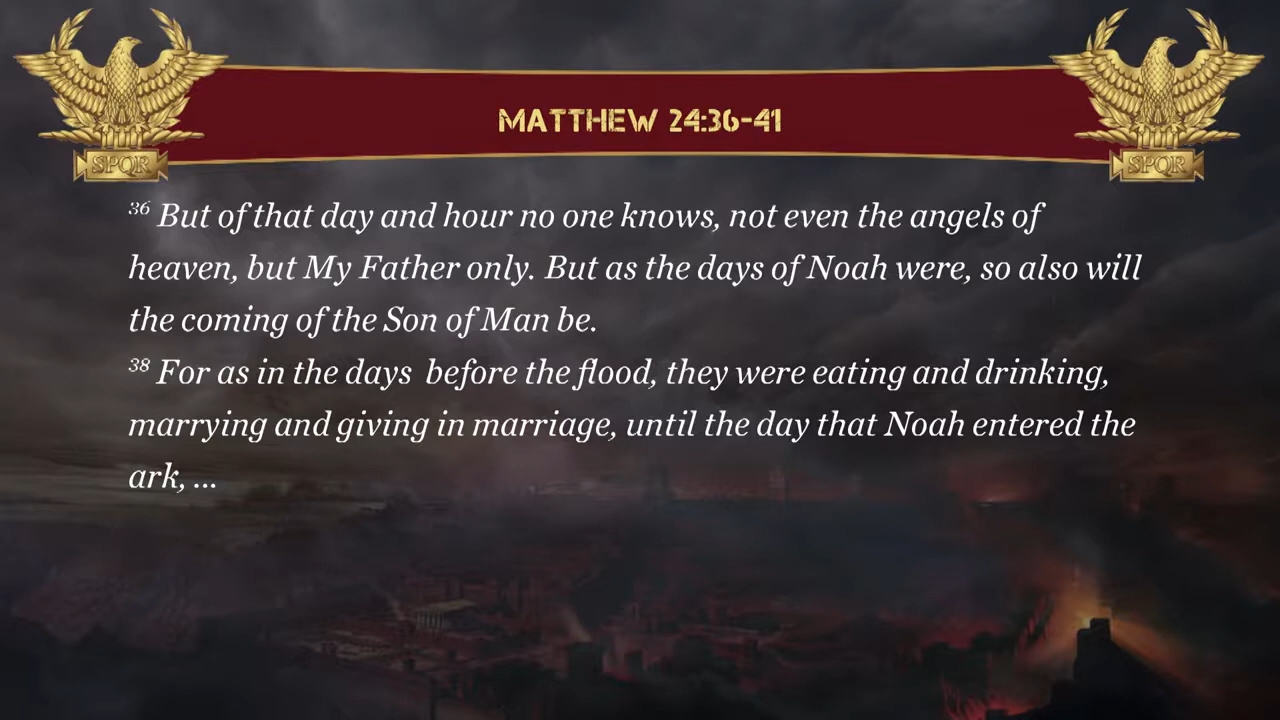 MATTHEW 24:36-41
SPQR
SPQR
36 But of that day and hour no one knows, not even the angels of
heaven, but My Father only. But as the days of Noah were, so also will
the coming of the Son of Man be.
38 For as in the days  before the flood, they were eating and drinking,
marrying and giving in marriage, until the day that Noah entered the
ark, ...